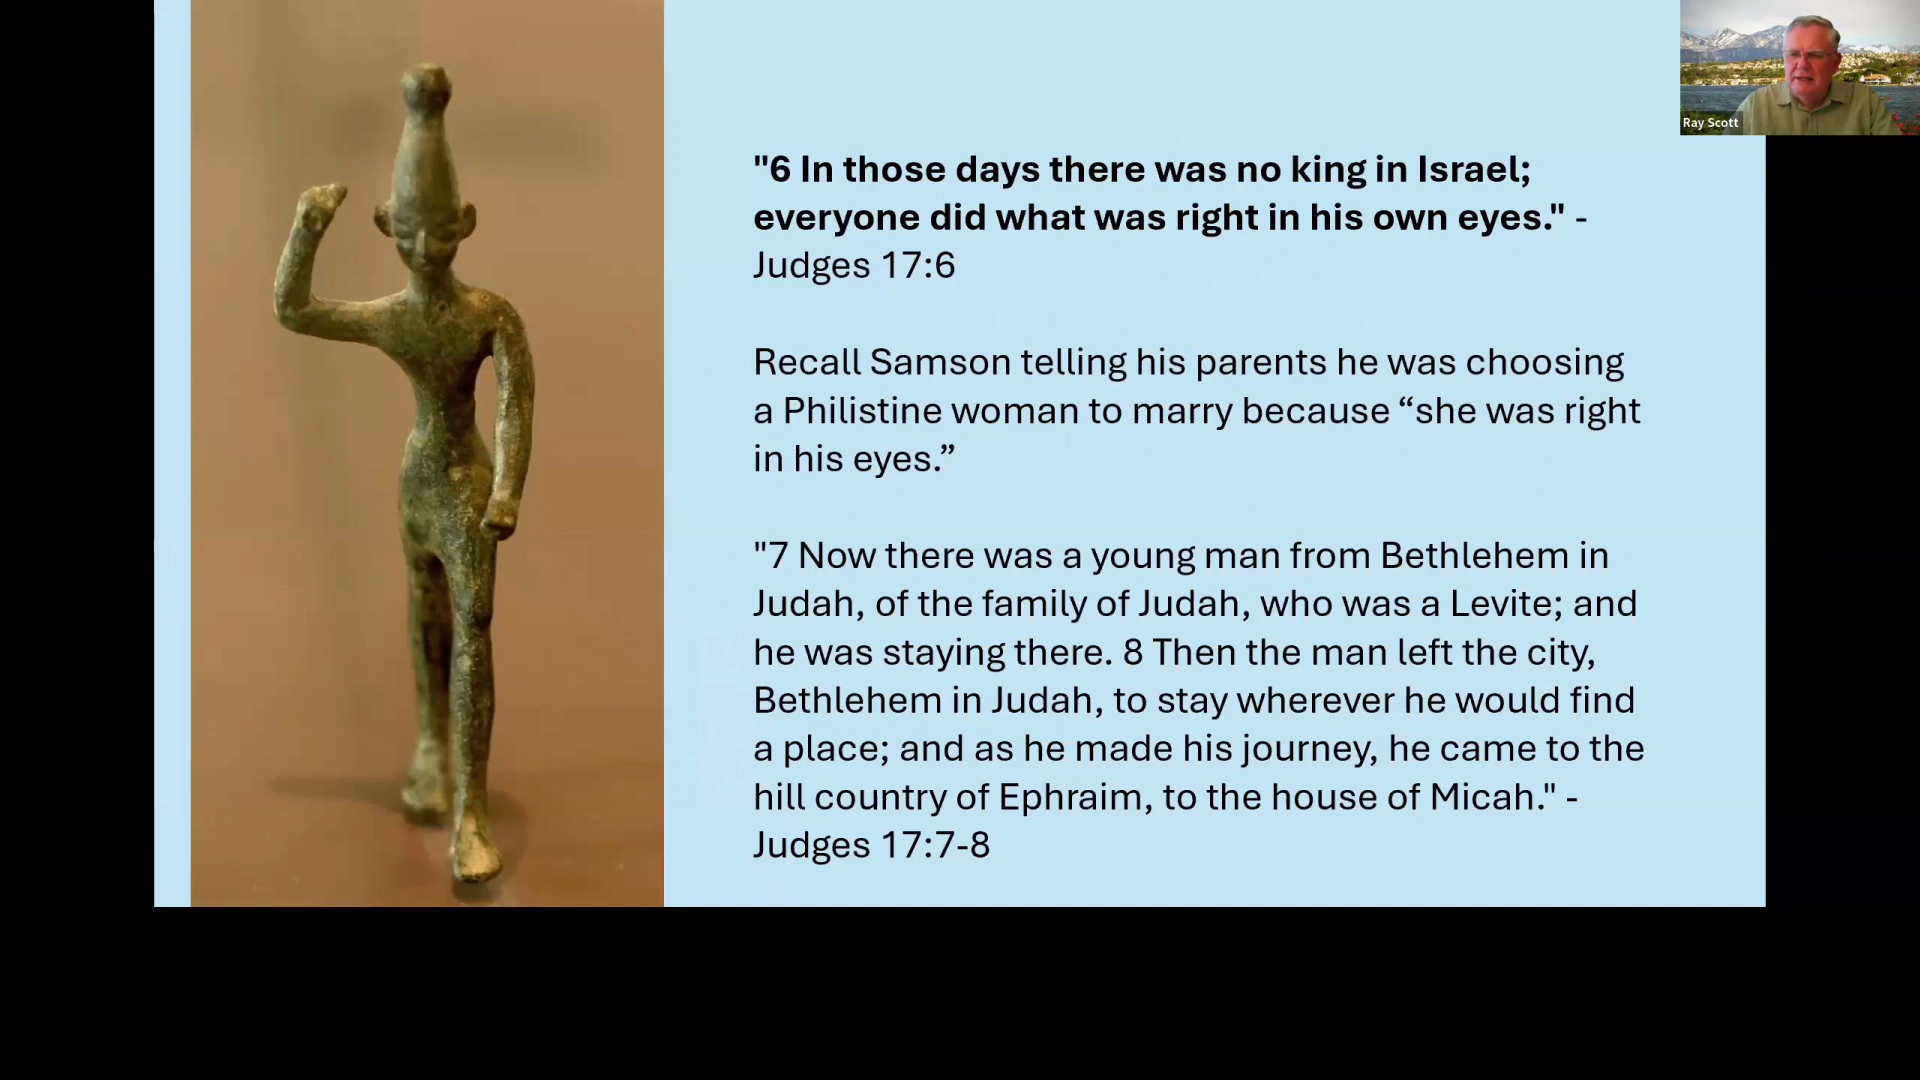 Ray Scott
"6 In those days there was no king in Israel;
everyone did what was right in his own eyes." -
Judges 17:6
Recall Samson telling his parents he was choosing
a Philistine woman to marry because “she was right
in his eyes.”
"7 Now there was a young man from Bethlehem in
Judah, of the family of Judah, who was a Levite; and
he was staying there. 8 Then the man left the city,
Bethlehem in Judah, to stay wherever he would find
a place; and as he made his journey, he came to the
hill country of Ephraim, to the house of Micah." -
Judges 17:7-8